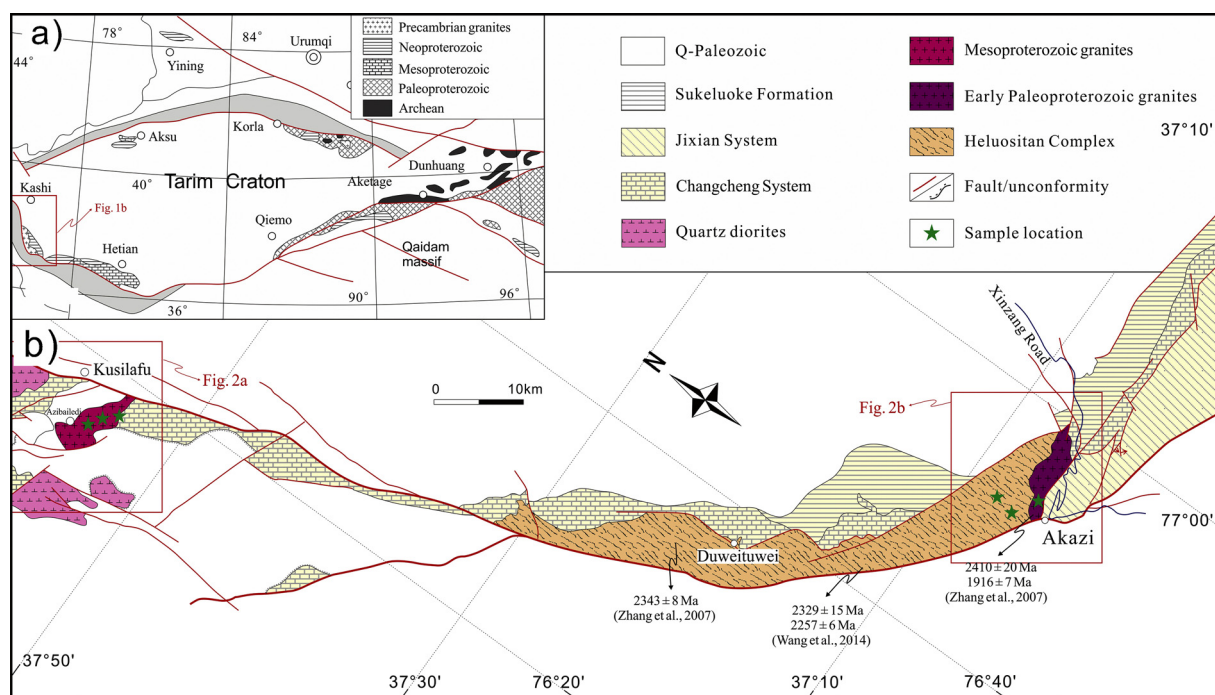 a)
78°
84°
44°
Urumqi
Yining
Precambrian granites
Neoproterozoic
Mesoproterozoic
Paleoproterozoic
Archean
Aksu
Korla
40°
Tarim Craton
Dunhuang
Aketage
Kashi
Fig. 1b
Qiemo
Hetian
Qaidam
massif
90°
96°
36°
Q-Paleozoic
Sukeluoke Formation
Jixian System
Changcheng System
Quartz diorites
Mesoproterozoic granites
Early Paleoproterozoic granites
Heluositan Complex
Fault/unconformity
Sample location
37°10'
b)
Kusilafu
Fig. 2a
Azibailedi
0 10km
N
Xinzang Road
Fig. 2b
Duweituwei
Akazi
77°00'
2343 ± 8 Ma
(Zhang et al., 2007)
2329 ± 15 Ma
2257 ± 6 Ma
(Wang et al., 2014)
2410 ± 20 Ma
1916 ± 7 Ma
(Zhang et al., 2007)
37°50'
37°30'
76°20'
37°10'
76°40'